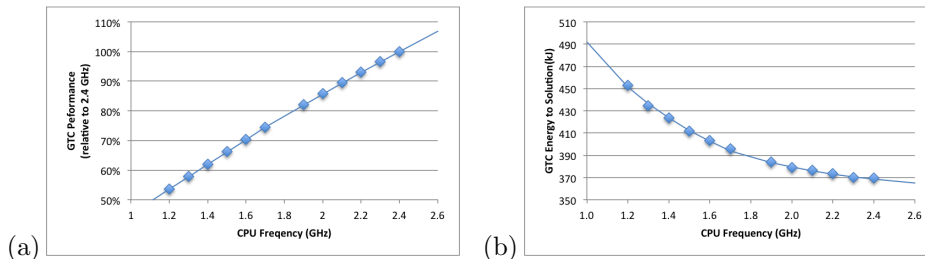 110%
100%
90%
80%
70%
60%
50%
GTC Peformance
(relative to 2.4 GHz)
1 1.2 1.4 1.6 1.8 2 2.2 2.4 2.6
CPU Freqency (GHz)
(a)
510
490
470
450
430
410
390
370
350
GTC Energy to Solution(kJ)
1.0 1.2 1.4 1.6 1.8 2.0 2.2 2.4 2.6
CPU Frequency (GHz)
(b)